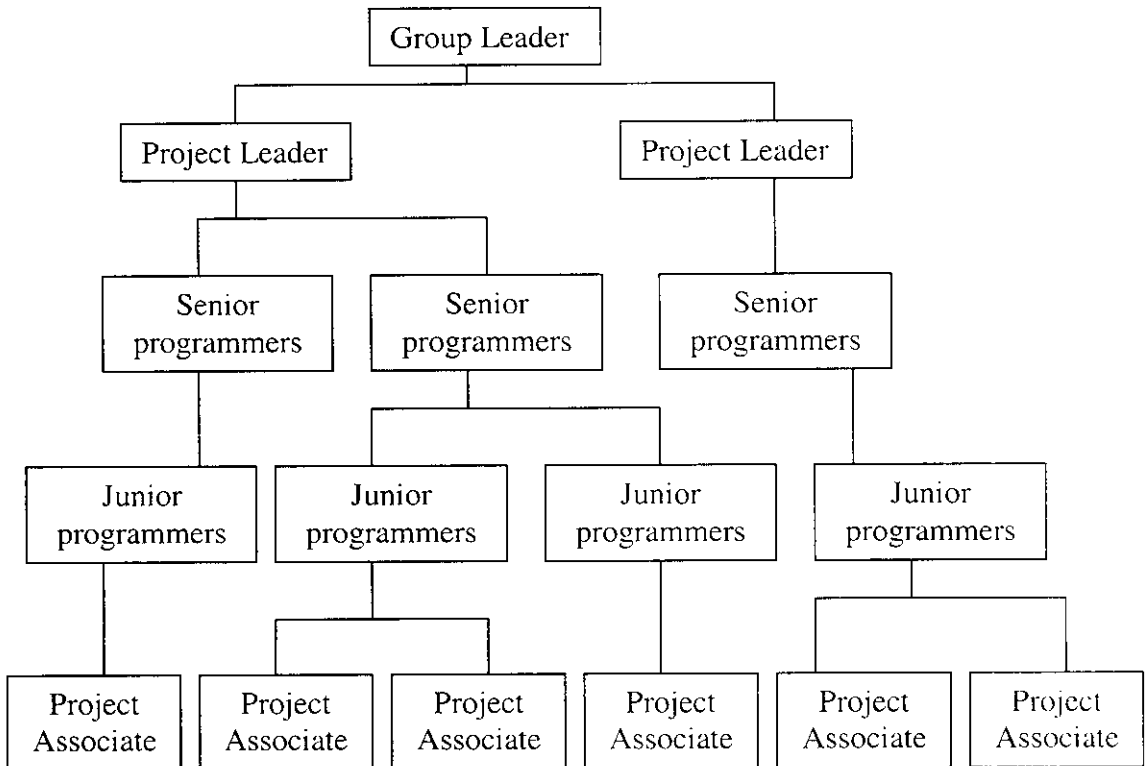 Group Leader
Project Leader
Project Leader
Senior
programmers
Senior
programmers
Senior
programmers
Junior
programmers
Junior
programmers
Junior
programmers
Junior
programmers
Project
Associate
Project
Associate
Project
Associate
Project
Associate
Project
Associate
Project
Associate